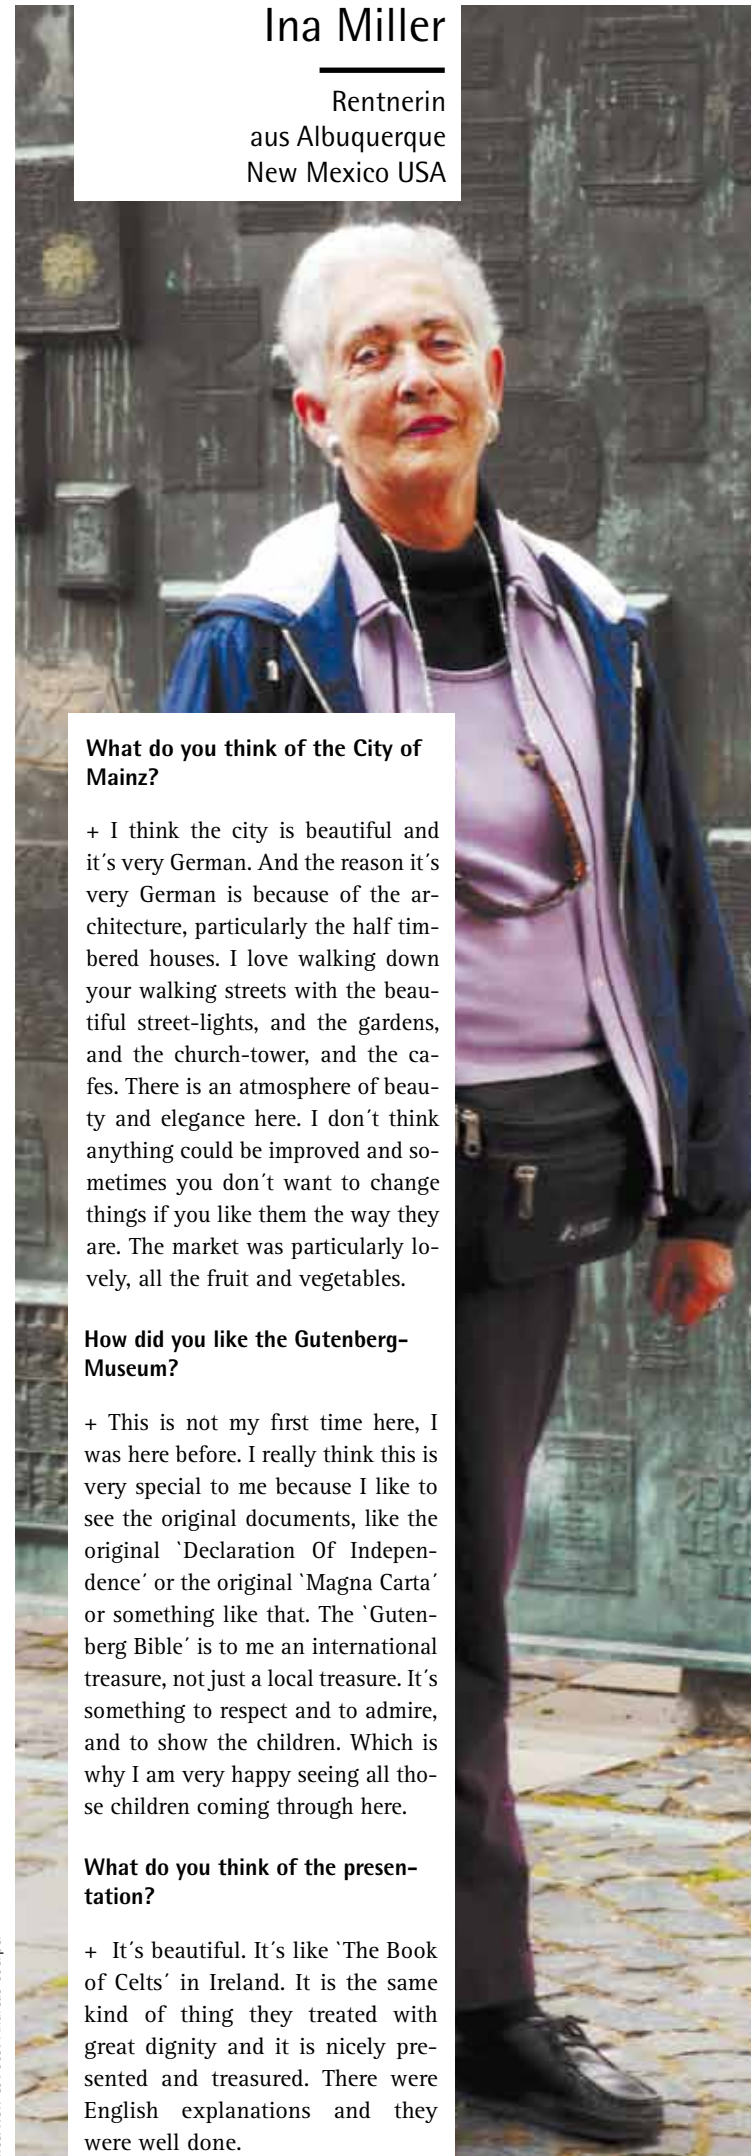 Ina Miller
Rentnerin
aus Albuquerque
New Mexico USA
What do you think of the City of
Mainz?
+ I think the city is beautiful and
it´s very German. And the reason it´s
very German is because of the ar-
chitecture, particularly the half tim-
bered houses. I love walking down
your walking streets with the beau-
tiful street-lights, and the gardens,
and the church-tower, and the ca-
fes. There is an atmosphere of beau-
ty and elegance here. I don´t think
anything could be improved and so-
metimes you don´t want to change
things if you like them the way they
are. The market was particularly lo-
vely, all the fruit and vegetables.
How did you like the Gutenberg-
Museum?
+ This is not my first time here, I
was here before. I really think this is
very special to me because I like to
see the original documents, like the
original `Declaration Of Indepen-
dence´ or the original `Magna Carta´
or something like that. The `Guten-
berg Bible´ is to me an international
treasure, not just a local treasure. It´s
something to respect and to admire,
and to show the children. Which is
why I am very happy seeing all tho-
se children coming through here.
What do you think of the presen-
tation?
+ It´s beautiful. It´s like `The Book
of Celts´ in Ireland. It is the same
kind of thing they treated with
great dignity and it is nicely pre-
sented and treasured. There were
English explanations and they
were well done.